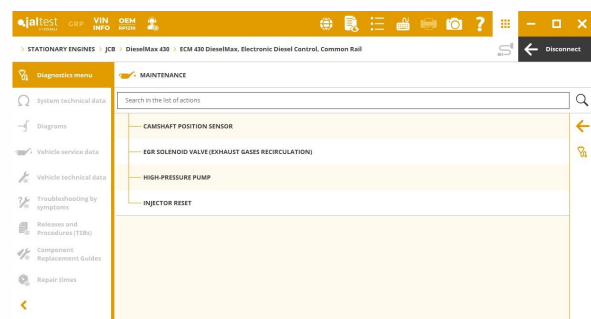 jaltest
GRP
VIN
INFO
OEM
?
STATIONARY ENGINES > JCB > DieselMax 430 > ECM 430 DieselMax, Electronic Diesel Control, Common Rail
Disconnect
Diagnostics menu
MAINTENANCE
System technical data
Search in the list of actions
Diagrams
CAMSHAFT POSITION SENSOR
Vehicle service data
EGR SOLENOID VALVE (EXHAUST GASES RECIRCULATION)
Vehicle technical data
HIGH-PRESSURE PUMP
Troubleshooting by
symptoms
INJECTOR RESET
Releases and
Procedures (TIBs)
Component
Replacement Guides
Repair times